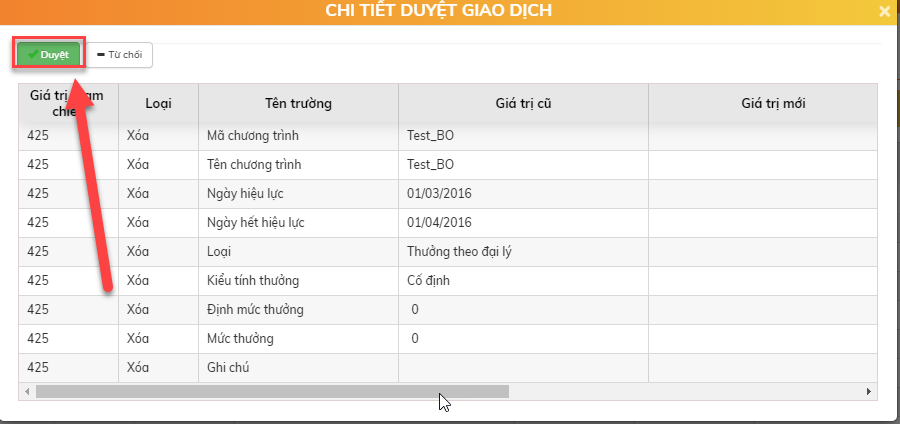 CHI TIẾT DUYỆT GIAO DỊCH
Duyệt Từ chối
Giá trị Loại Tên trường Giá trị cũ Giá trị mới
425 Xóa Mã chương trình Test_BO
425 Xóa Tên chương trình Test_BO
425 Xóa Ngày hiệu lực 01/03/2016
425 Xóa Ngày hết hiệu lực 01/04/2016
425 Xóa Loại Thưởng theo đại lý
425 Xóa Kiểu tính thưởng Cố định
425 Xóa Định mức thưởng 0
425 Xóa Mức thưởng 0
425 Xóa Ghi chú